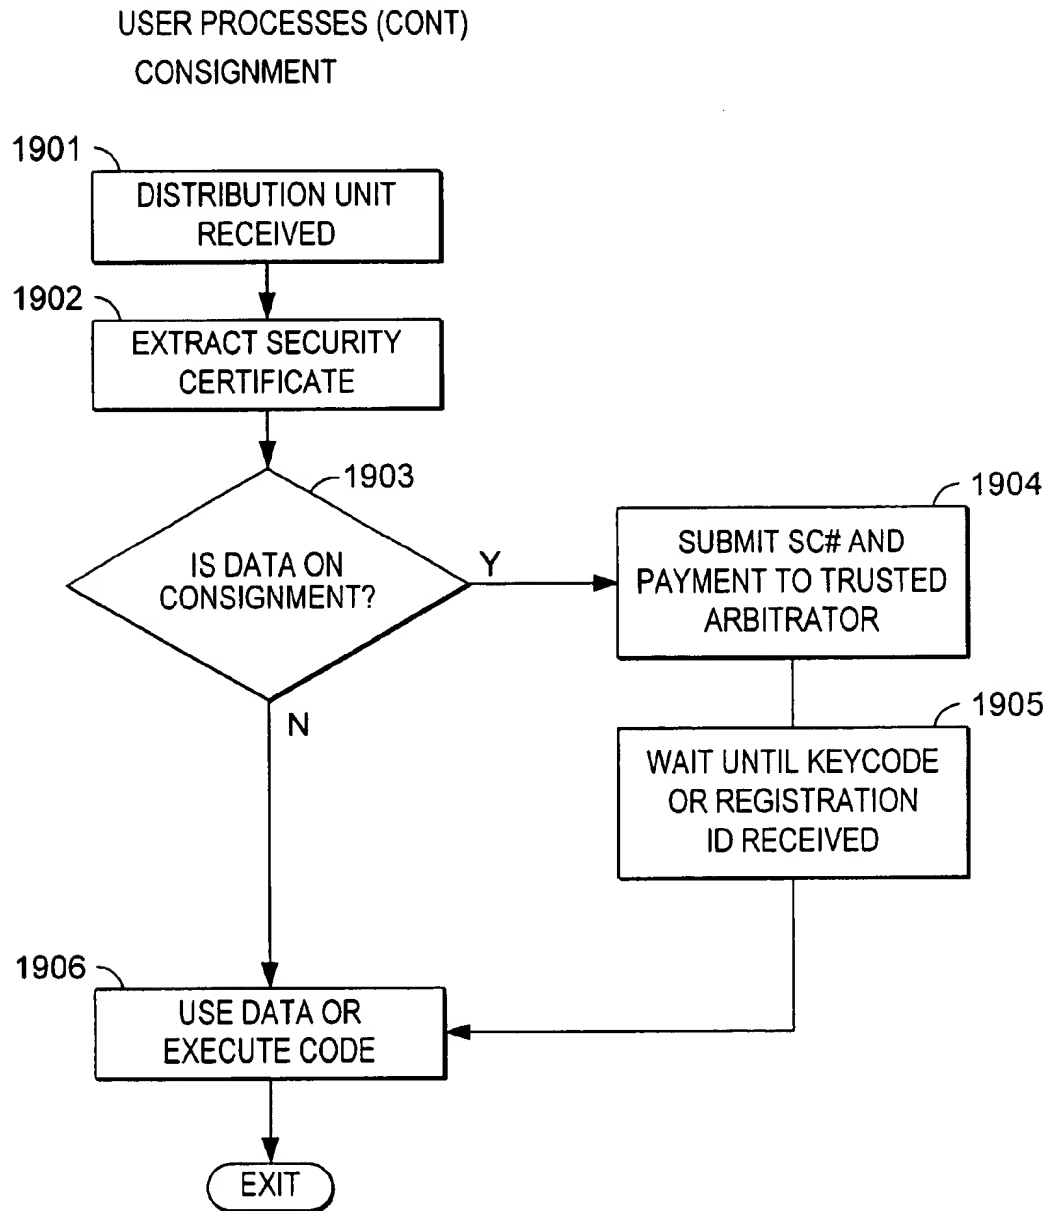 USER PROCESSES (CONT)
CONSIGNMENT
1901
DISTRIBUTION UNIT
RECEIVED
1902
EXTRACT SECURITY
CERTIFICATE
1903
IS DATA ON
CONSIGNMENT?
Y
N
1904
SUBMIT SC# AND
PAYMENT TO TRUSTED
ARBITRATOR
1905
WAIT UNTIL KEYCODE
OR REGISTRATION
ID RECEIVED
1906
USE DATA OR
EXECUTE CODE
EXIT